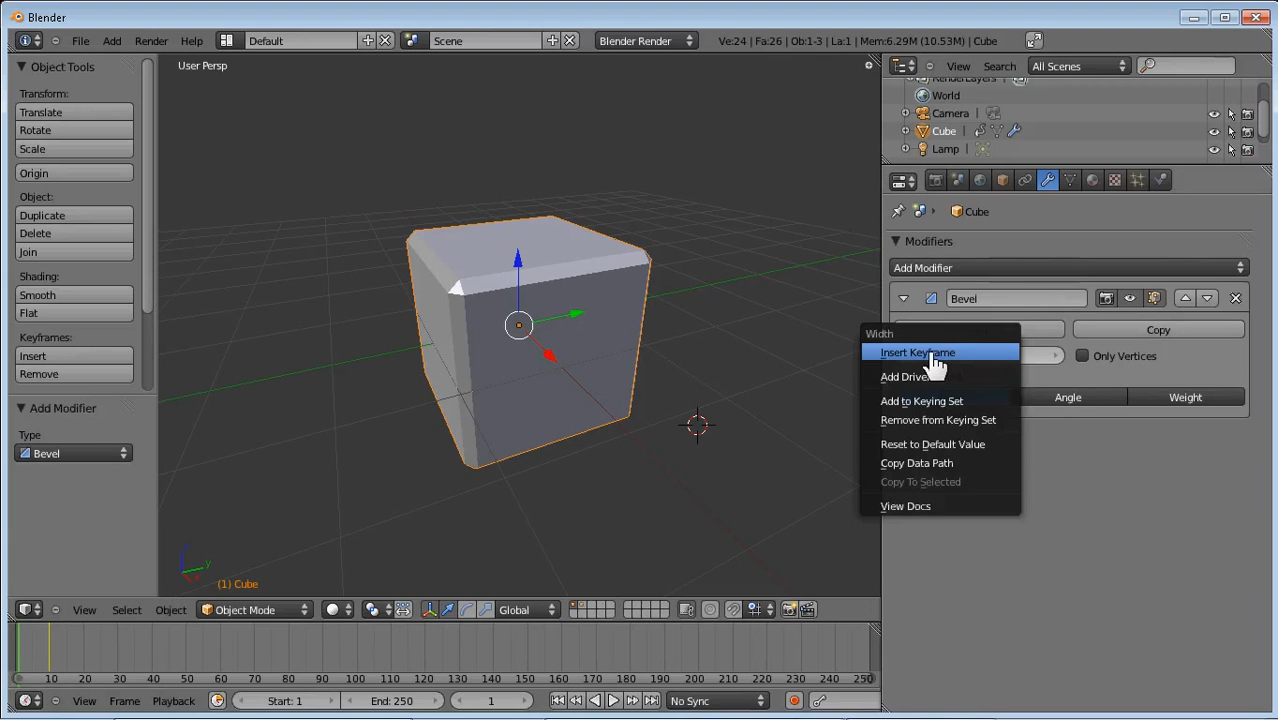 Blender
File Add Render Help Default Scene Blender Render Ve:24 | Fa:26 | Ob:1-3 | La:1 | Mem:6.29M (10.53M) | Cube
Object Tools
Transform:
Translate
Rotate
Scale
Origin
Object:
Duplicate
Delete
Join
Shading:
Smooth
Flat
Keyframes:
Insert
Remove
Add Modifier
Type
Bevel
User Persp
(1) Cube
View Search All Scenes
RenderLayers
World
Camera
Cube
Lamp
Cube
Modifiers
Add Modifier
Bevel
Copy
Only Vertices
Angle Weight
Width
Insert Keyframe
Add to Keying Set
Remove from Keying Set
Reset to Default Value
Copy Data Path
Copy To Selected
View Docs
View Select Object Object Mode Global
10 20 30 40 50 60 70 80 90 100 110 120 130 140 150 160 170 180 190 200 210 220 230 240 250
View Frame Playback Start: 1 End: 250 1 No Sync